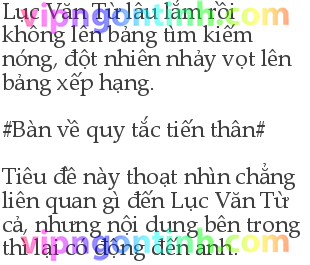 Lục Văn Từ lâu lắm rồi
không lên bảng tìm kiếm
nóng, đột nhiên nhảy vọt lên
bảng xếp hạng.
#Bàn về quy tắc tiến thân#
Tiêu đề này thoạt nhìn chẳng
liên quan gì đến Lục Văn Từ
cả, nhưng nội dung bên trong
thì lại có động đến anh.
vipngontinh.com
vipngontinh.com